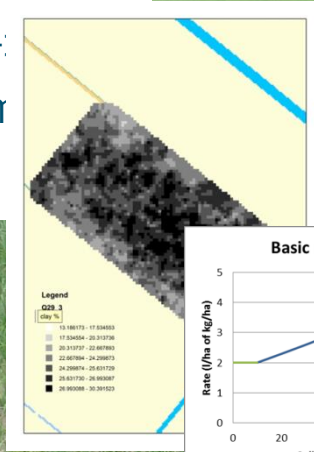 Legend
Q29_3
clay %
13.186173 - 17.534553
17.534554 - 20.313736
20.313737 - 22.667893
22.667894 - 24.299873
24.299874 - 25.631729
25.631730 - 26.993087
26.993088 - 30.391523
Basic
Rate (l/ha of kg/ha)
5
4
3
2
1
0
0 20